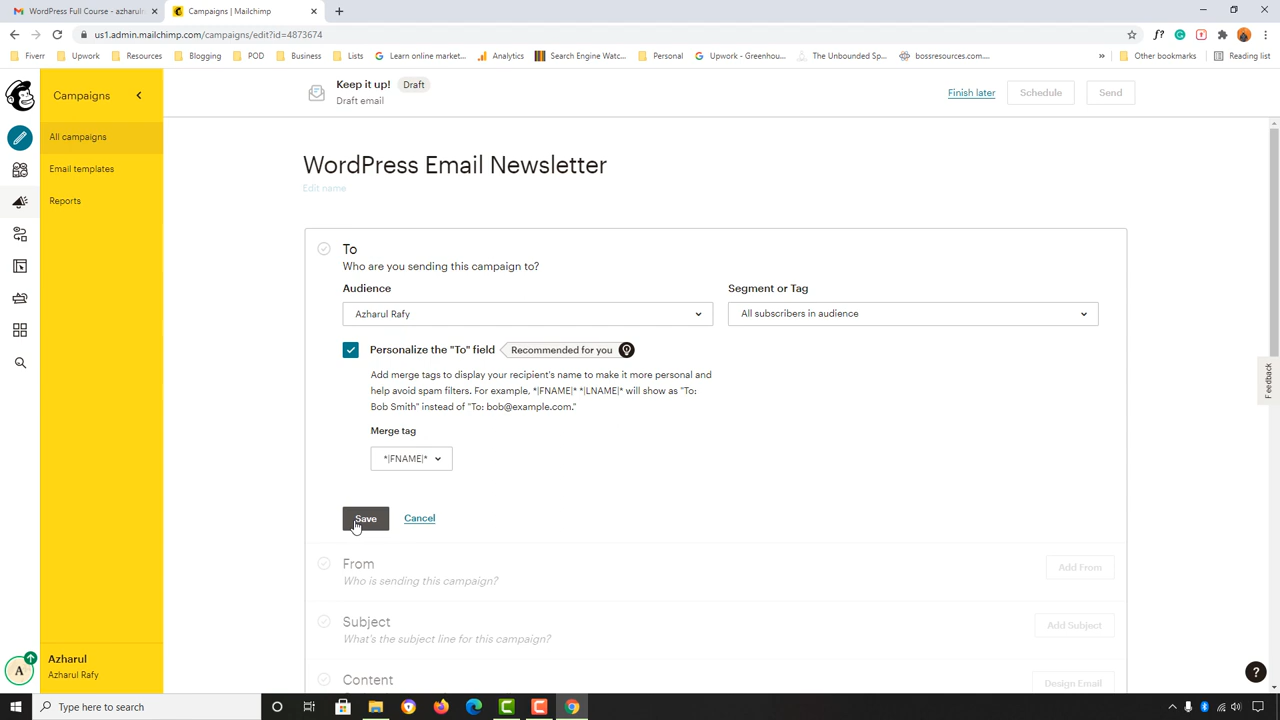 WordPress Full Course - azharul
Campaigns | Mailchimp
us1.admin.mailchimp.com/campaigns/edit?id=4873674
Fiverr
Upwork
Resources
Blogging
POD
Business
Lists
Learn online market...
Analytics
Search Engine Watc...
Personal
Upwork - Greenhou...
The Unbounded Sp...
bossresources.com...
»
Other bookmarks
Reading list
Campaigns
All campaigns
Email templates
Reports
Keep it up! Draft
Draft email
Finish later
Schedule
Send
WordPress Email Newsletter
Edit name
To
Who are you sending this campaign to?
Audience
Segment or Tag
Azharul Rafy
All subscribers in audience
Personalize the "To" field
Recommended for you
Add merge tags to display your recipient's name to make it more personal and
help avoid spam filters. For example, *|FNAME|* *|LNAME|* will show as "To:
Bob Smith" instead of "To: bob@example.com."
Merge tag
*|FNAME|*
Save
Cancel
From
Who is sending this campaign?
Add From
Subject
What's the subject line for this campaign?
Add Subject
Content
Design Email
Feedback
?
A
Azharul
Azharul Rafy
Type here to search